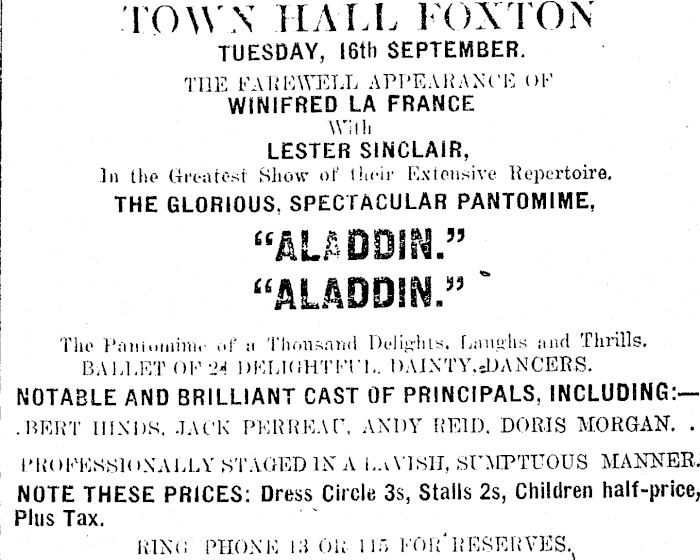 TOWN HALL FOXTON
TUESDAY, 16th SEPTEMBER.
THE FAREWELL APPEARANCE OF
WINIFRED LA FRANCE
With
LESTER SINCLAIR,
In the Greatest Show of their Extensive Repertoire.
THE GLORIOUS, SPECTACULAR PANTOMIME,
"ALADDIN."
"ALADDIN."
The Pantomime of a Thousand Delights, Laughs and Thrills.
BALLET OF DELIGHTFUL, DAINTY, DANCERS.
NOTABLE AND BRILLIANT CAST OF PRINCIPALS, INCLUDING:—
BERT HINDS, JACK PERREAU, ANDY REID, DORIS MORGAN. .
PROFESSIONALLY STAGED IN A LAVISH, SUMPTUOUS MANNER.
NOTE THESE PRICES: Dress Circle 3s, Stalls 2s, Children half-price,
Plus Tax.
RING PHONE 13 OR 115 FOR RESERVES.